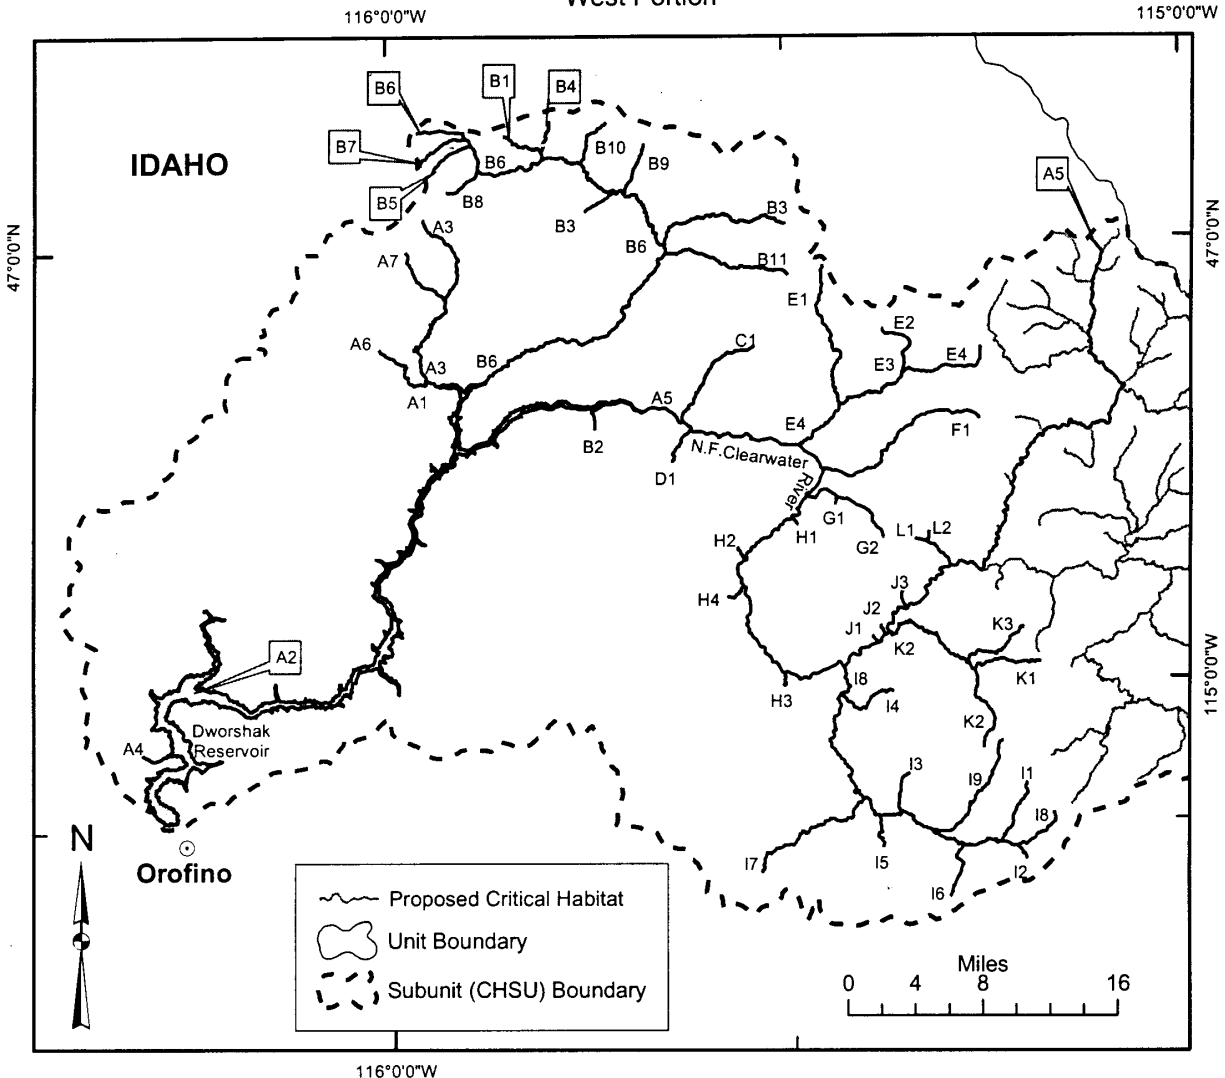 West Portion
116°0'0"W
115°0'0"W
B6
B1
B4
B7
IDAHO
B10
B9
B6
A5
B5
B8
B3
A3
B3
47°0'0"N
47°0'0"N
A7
B6
B11
E1
E2
A6
C1
A3
B6
E3
E4
A1
A5
E4
F1
B2
N.F.Clearwater
River
D1
G1
H1
L1
L2
H2
G2
J3
H4
J2
K3
J1
K2
A2
I8
K1
115°0'0"W
H3
I4
K2
Dworshak
Reservoir
A4
I3
I9
I1
I8
N
I7
I5
I2
Orofino
I6
Proposed Critical Habitat
Unit Boundary
Subunit (CHSU) Boundary
Miles
0 4 8 16
116°0'0"W